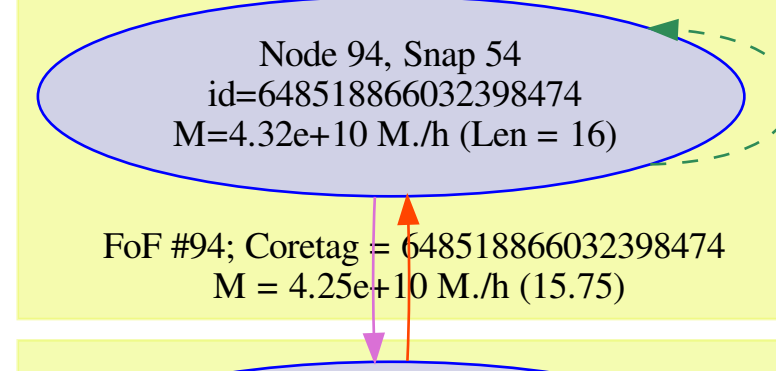 Node 94, Snap 54
id=648518866032398474
M=4.32e+10 M./h (Len = 16)
FoF #94; Coretag = 648518866032398474
M = 4.25e+10 M./h (15.75)